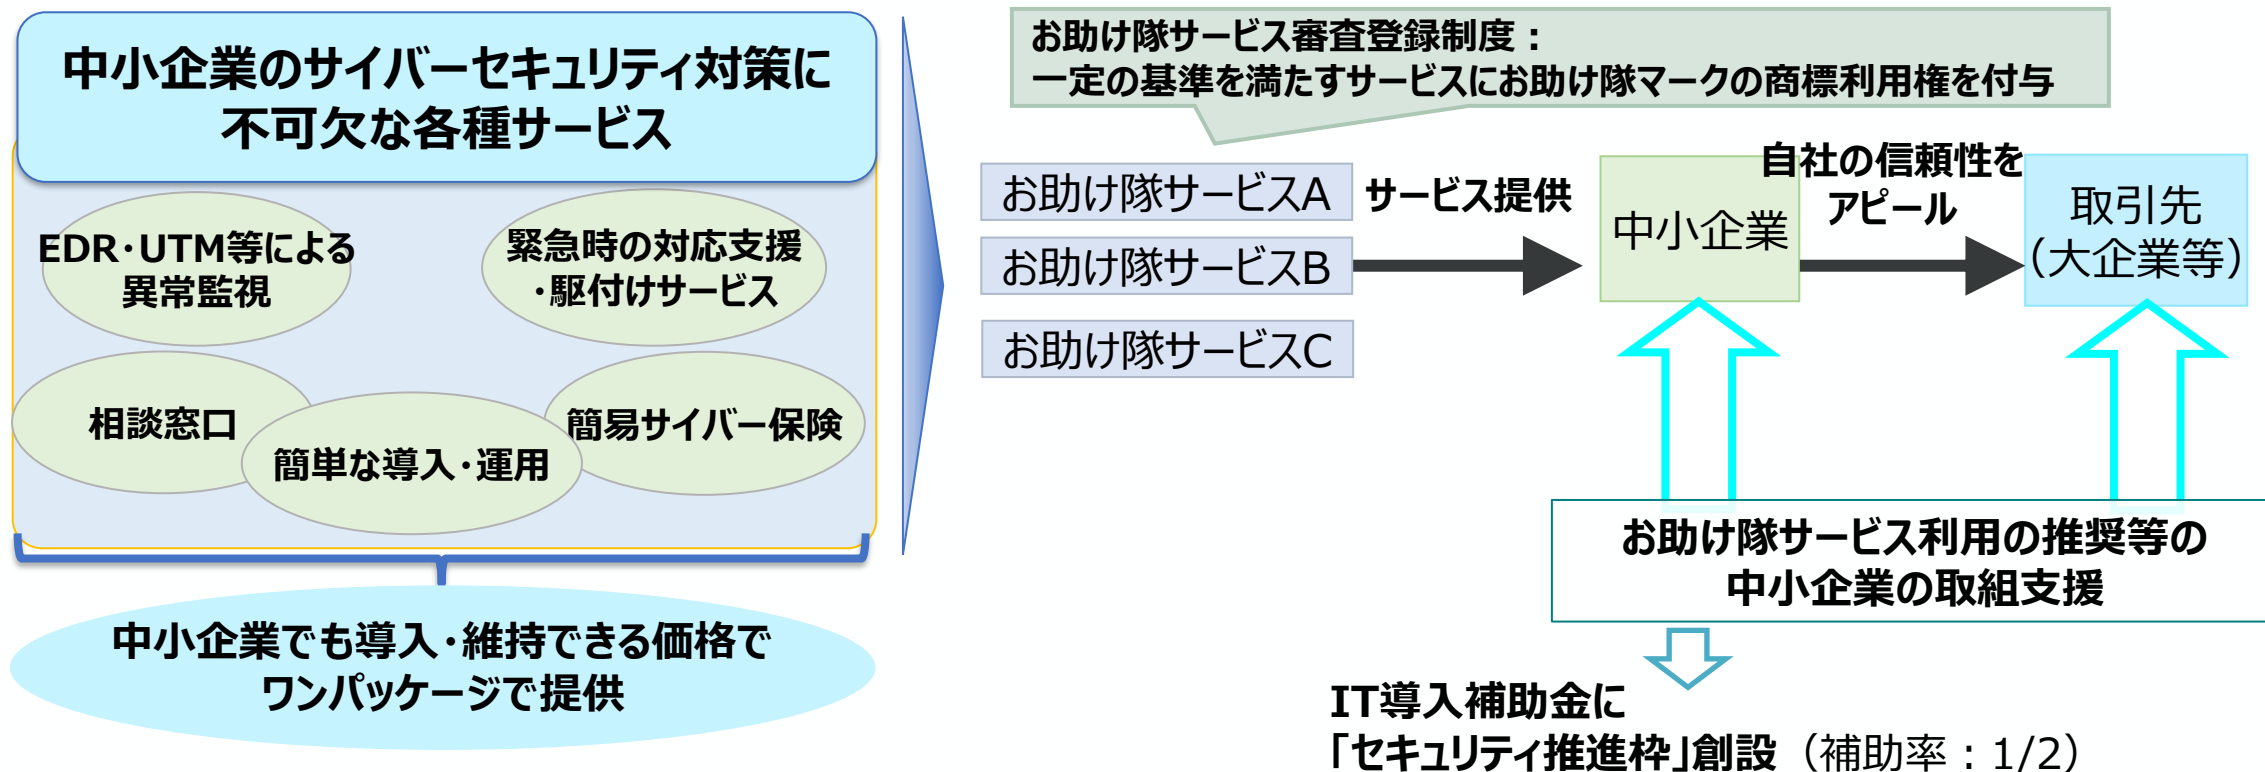 中小企業のサイバーセキュリティ対策に
不可欠な各種サービス
EDR･UTM等による
異常監視
緊急時の対応支援
･駆付けサービス
相談窓口
簡単な導入･運用
簡易サイバー保険
中小企業でも導入･維持できる価格で
ワンパッケージで提供
お助け隊サービス審査登録制度：
一定の基準を満たすサービスにお助け隊マークの商標利用権を付与
お助け隊サービスA
お助け隊サービスB
お助け隊サービスC
サービス提供
中小企業
自社の信頼性を
アピール
取引先
（大企業等）
お助け隊サービス利用の推奨等の
中小企業の取組支援
IT導入補助金に
「セキュリティ推進枠」創設（補助率：1/2）